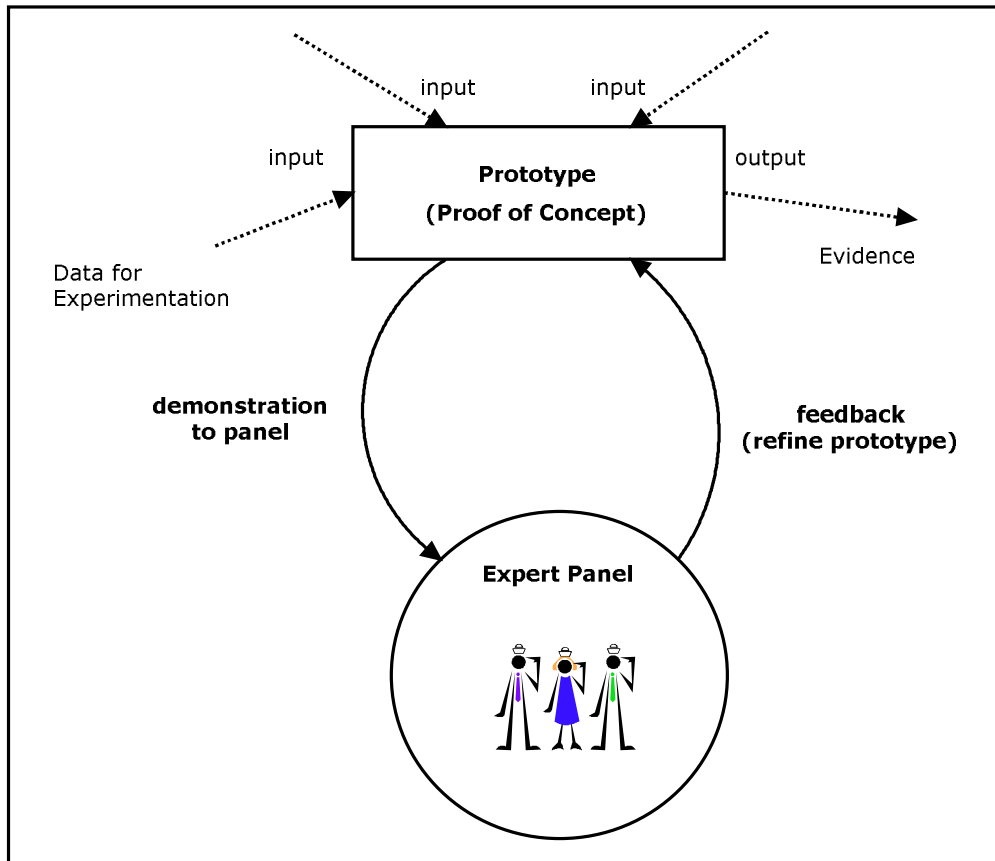 input
input
input
output
Prototype
(Proof of Concept)
Evidence
Data for
Experimentation
demonstration
to panel
feedback
(refine prototype)
Expert Panel